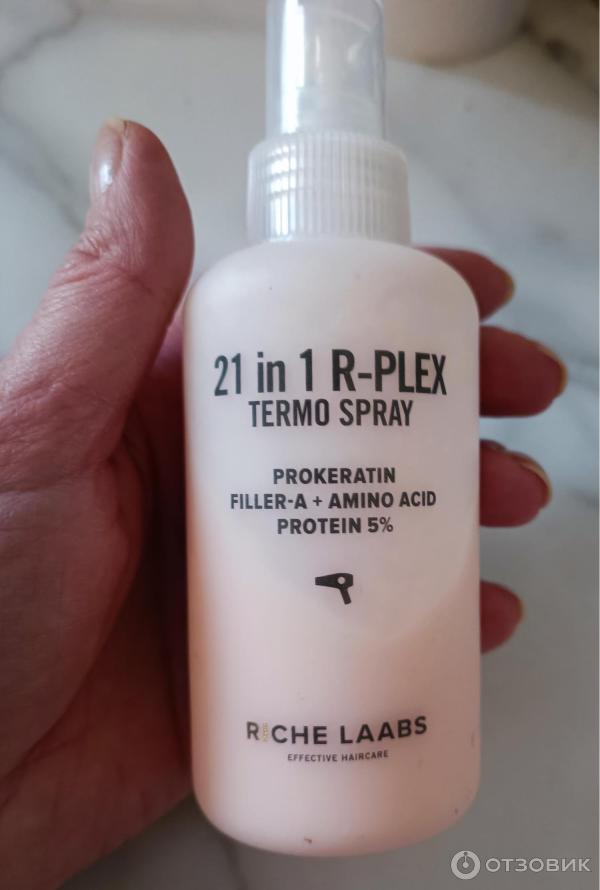 21 in 1 R-PLEX
TERMO SPRAY
PROKERATIN
FILLER-A + AMINO ACID
PROTEIN 5%
RICHE LAABS
EFFECTIVE HAIRCARE
ОТЗОВИК